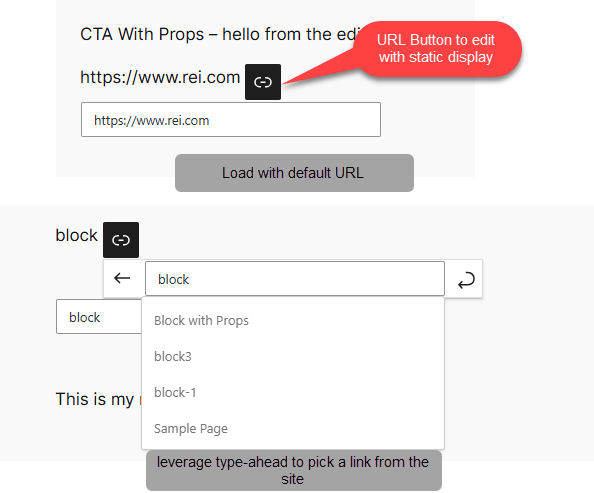 CTA With Props – hello from the edi
URL Button to edit
with static display
https://www.rei.com
https://www.rei.com
Load with default URL
block
block
block
Block with Props
block3
block-1
Sample Page
This is my
leverage type-ahead to pick a link from the
site